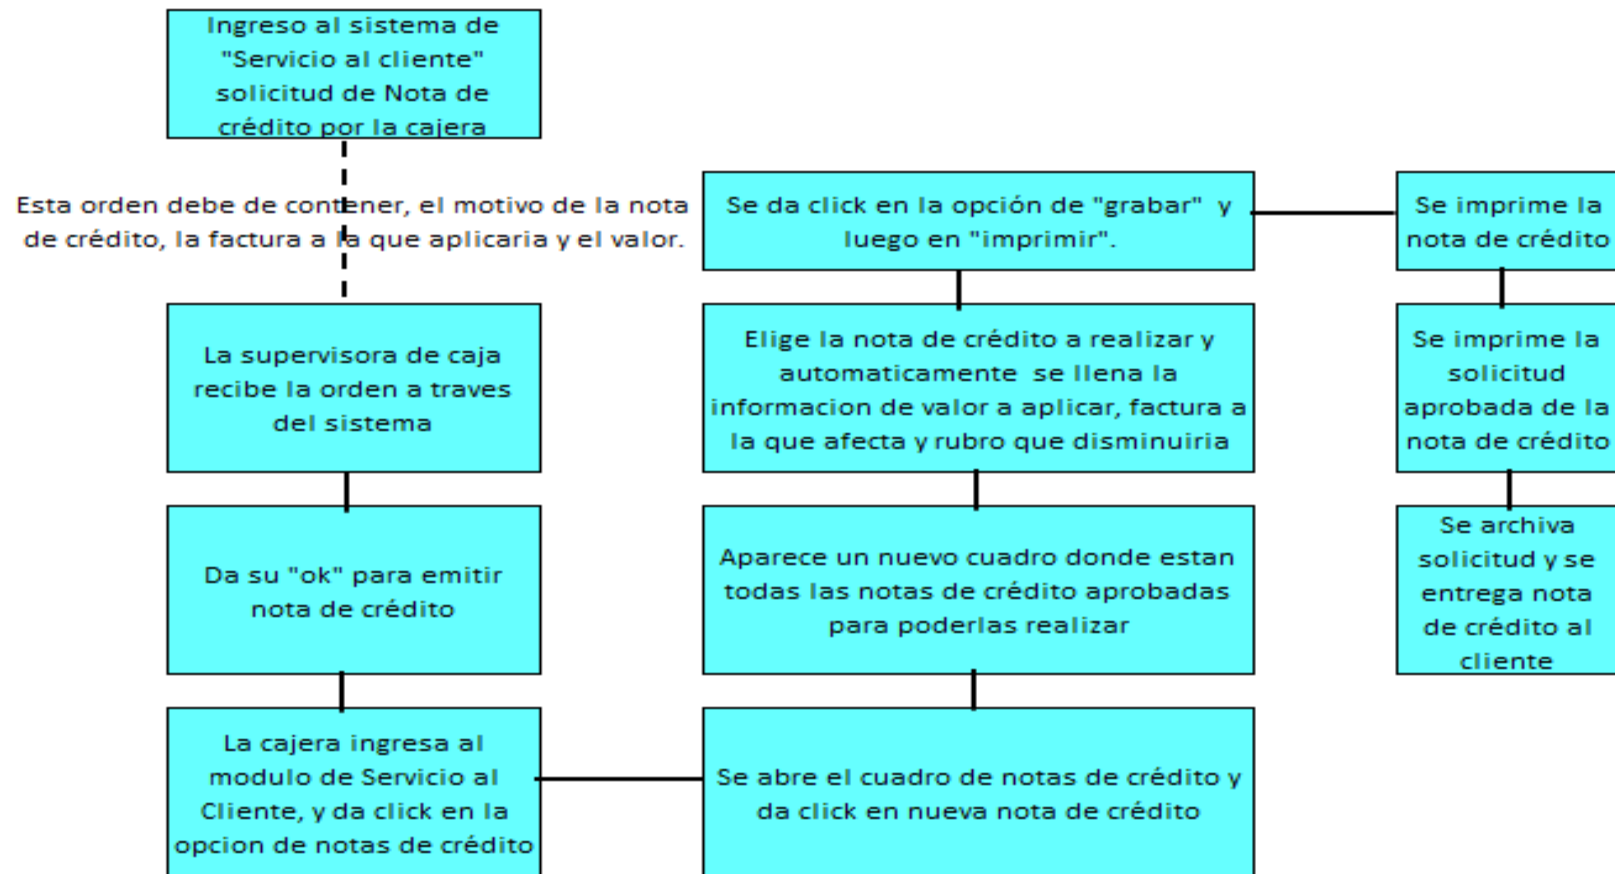 Ingreso al sistema de
"Servicio al cliente"
solicitud de Nota de
crédito por la cajera
Esta orden debe de contener, el motivo de la nota
de crédito, la factura a la que aplicaria y el valor.
La supervisora de caja
recibe la orden a traves
del sistema
Da su "ok" para emitir
nota de crédito
La cajera ingresa al
modulo de Servicio al
Cliente, y da click en la
opcion de notas de crédito
Se abre el cuadro de notas de crédito y
da click en nueva nota de crédito
Aparece un nuevo cuadro donde estan
todas las notas de crédito aprobadas
para poderlas realizar
Elige la nota de crédito a realizar y
automaticamente se llena la
informacion de valor a aplicar, factura a
la que afecta y rubro que disminuiria
Se da click en la opción de "grabar" y
luego en "imprimir".
Se imprime la
nota de crédito
Se imprime la
solicitud
aprobada de la
nota de crédito
Se archiva
solicitud y se
entrega nota
de crédito al
cliente